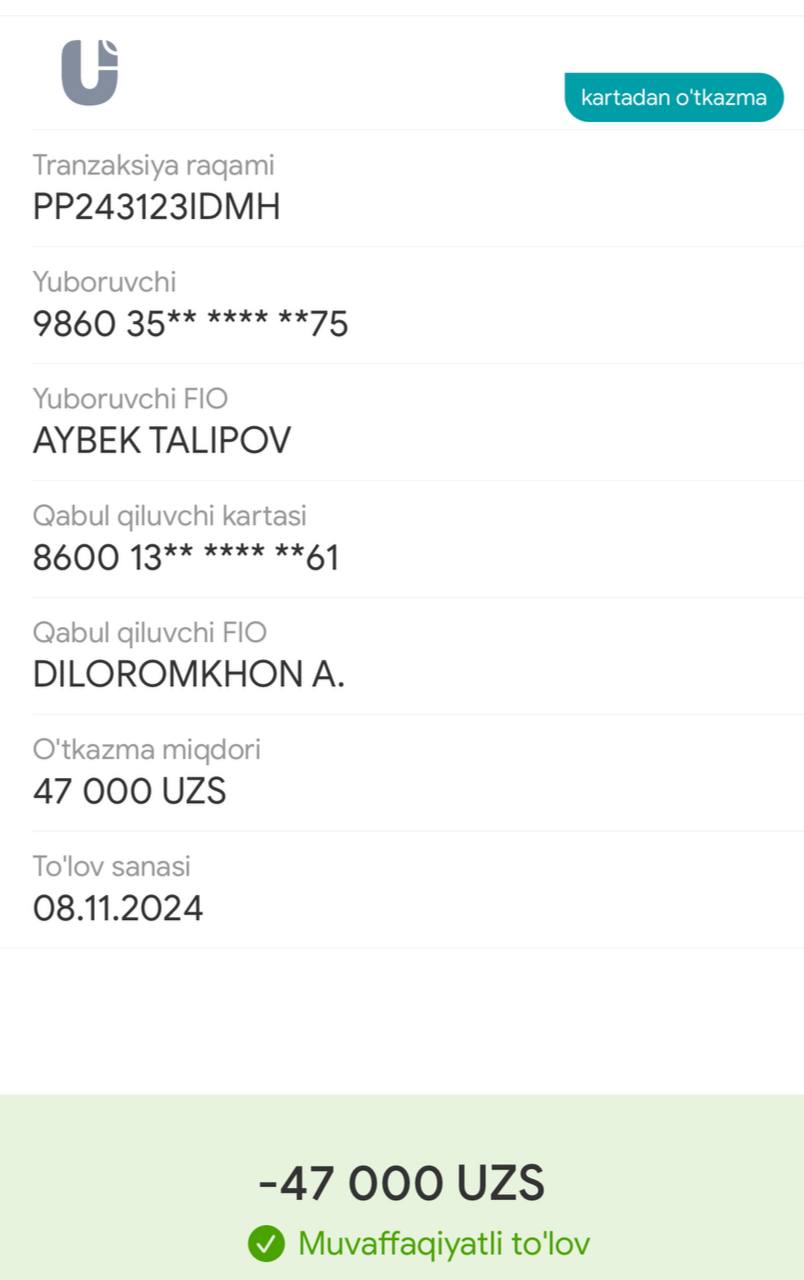 kartadan o'tkazma
Tranzaksiya raqami
PP243123IDMH
Yuboruvchi
9860 35** **** **75
Yuboruvchi FIO
AYBEK TALIPOV
Qabul qiluvchi kartasi
8600 13** **** **61
Qabul qiluvchi FIO
DILOROMKHON A.
O'tkazma miqdori
47 000 UZS
To'lov sanasi
08.11.2024
-47 000 UZS
Muvaffaqiyatli to'lov